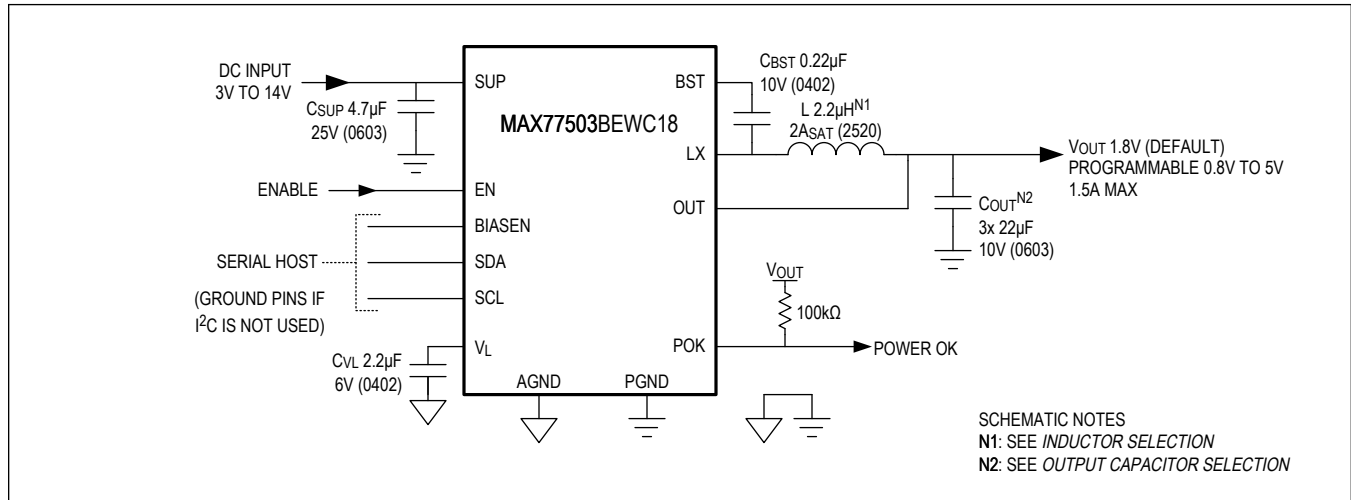 DC INPUT
3V TO 14V
CSUP 4.7µF
25V (0603)
ENABLE
SERIAL HOST
(GROUND PINS IF
I²C IS NOT USED)
CVL 2.2µF
6V (0402)
SUP
EN
BIASEN
SDA
SCL
VL
MAX77503BEWC18
AGND
PGND
BST
LX
OUT
POK
CBST 0.22µF
10V (0402)
L 2.2µHN1
2ASAT (2520)
VOUT 1.8V (DEFAULT)
PROGRAMMABLE 0.8V TO 5V
1.5A MAX
COUTN2
3x 22µF
10V (0603)
VOUT
100kΩ
POWER OK
SCHEMATIC NOTES
N1: SEE INDUCTOR SELECTION
N2: SEE OUTPUT CAPACITOR SELECTION